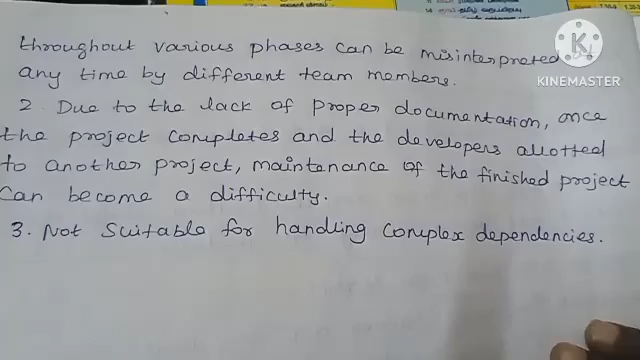 throughout various phases can be misinterpreted at
any time by different team members.
2. Due to the lack of proper documentation, once
the project completes and the developers allotted
to another project, maintenance of the finished project
can become a difficulty.
3. Not suitable for handling complex dependencies.
KINEMASTER